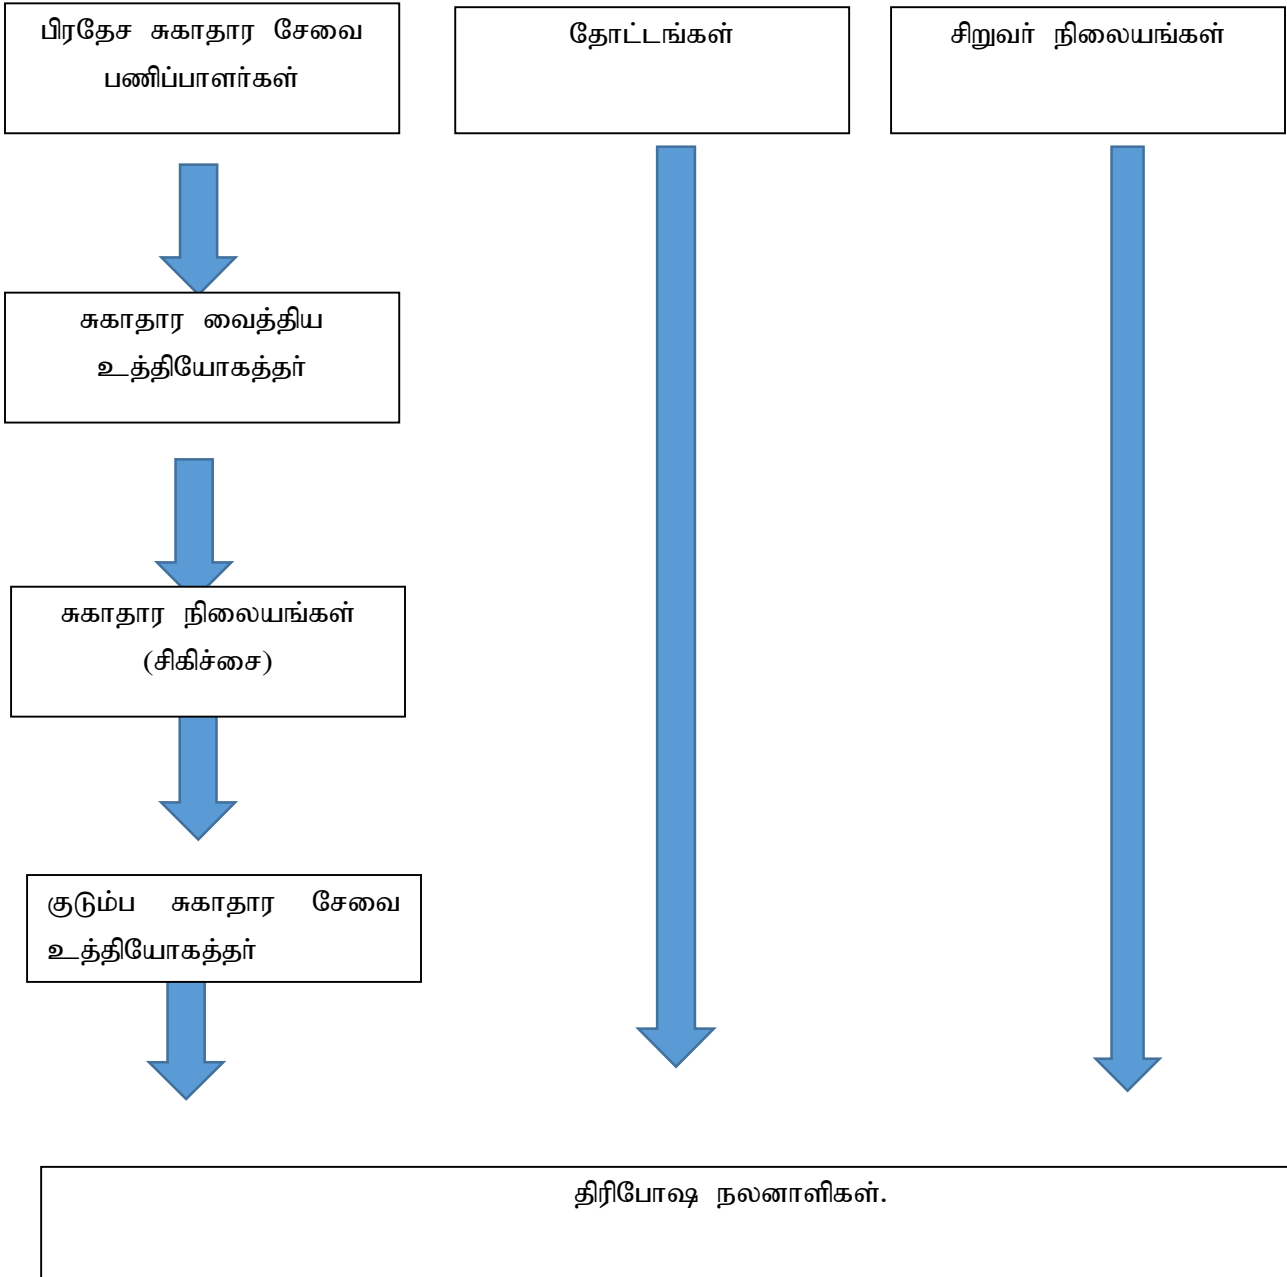 பிரதேச சுகாதார சேவை
பணிப்பாளர்கள்
தோட்டங்கள்
சிறுவர் நிலையங்கள்
சுகாதார வைத்திய
உத்தியோகத்தர்
சுகாதார நிலையங்கள்
(சிகிச்சை)
குடும்ப சுகாதார சேவை
உத்தியோகத்தர்
திரிபோஷ நலனாளிகள்.